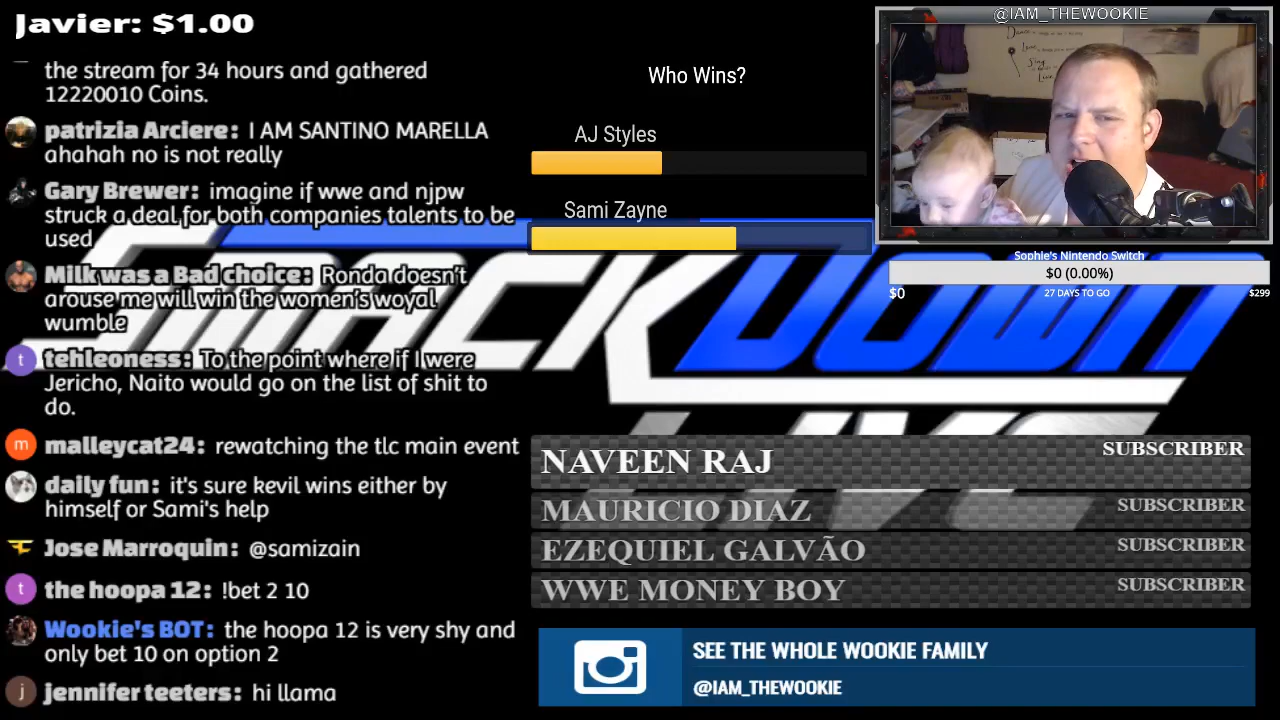 Javier: $1.00
the stream for 34 hours and gathered
12220010 Coins.
patrizia Arciere: I AM SANTINO MARELLA
ahahah no is not really
Gary Brewer: imagine if wwe and njpw
struck a deal for both companies talents to be
used
Milk was a Bad choice: Ronda doesn't
arouse me will win the women's woyal
wumble
t
tehleoness: To the point where if I were
Jericho, Naito would go on the list of shit to
do.
m
malleycat24: rewatching the tlc main event
daily fun: it's sure kevil wins either by
himself or Sami's help
Jose Marroquin: @samizain
t
the hoopa 12: !bet 2 10
Wookie's BOT: the hoopa 12 is very shy and
only bet 10 on option 2
j
jennifer teeters: hi llama
Who Wins?
AJ Styles
Sami Zayne
@IAM_THEWOOKIE
Sophie's Nintendo Switch
$0 (0.00%)
$0 27 DAYS TO GO $299
SMACKDOWN
LIVE
NAVEEN RAJ SUBSCRIBER
MAURICIO DIAZ SUBSCRIBER
EZEQUIEL GALVÃO SUBSCRIBER
WWE MONEY BOY SUBSCRIBER
SEE THE WHOLE WOOKIE FAMILY
@IAM_THEWOOKIE